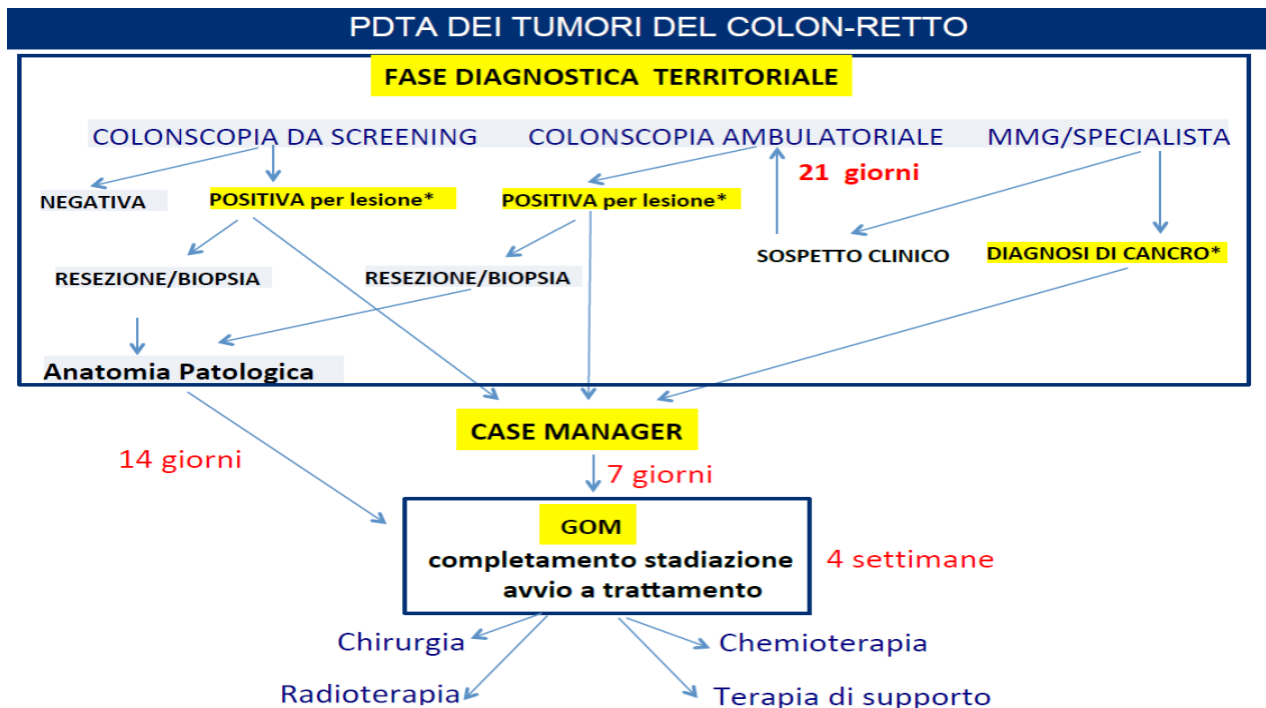 PDTA DEI TUMORI DEL COLON-RETTO
FASE DIAGNOSTICA TERRITORIALE
COLONSCOPIA DA SCREENING
COLONSCOPIA AMBULATORIALE
MMG/SPECIALISTA
21 giorni
NEGATIVA
POSITIVA per lesione*
POSITIVA per lesione*
SOSPETTO CLINICO
DIAGNOSI DI CANCRO*
RESEZIONE/BIOPSIA
RESEZIONE/BIOPSIA
Anatomia Patologica
CASE MANAGER
14 giorni
7 giorni
GOM
completamento stadiazione
avvio a trattamento
4 settimane
Chirurgia
Chemioterapia
Radioterapia
Terapia di supporto